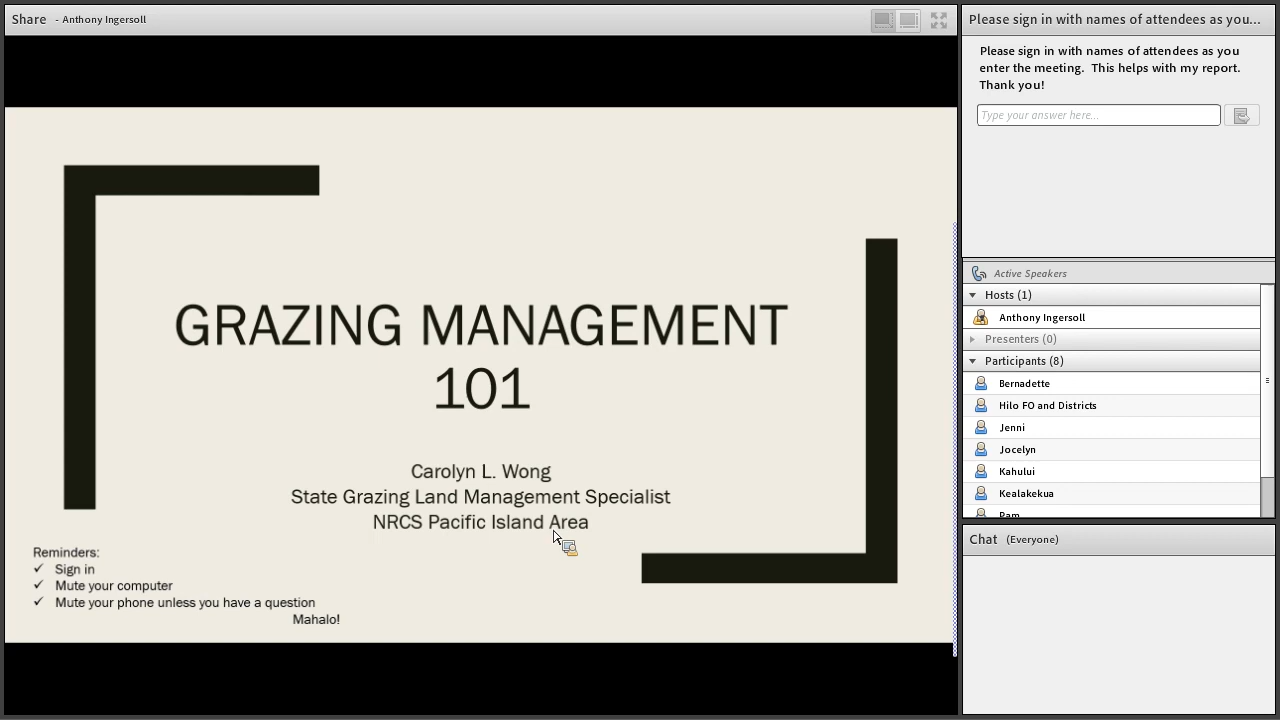 Share - Anthony Ingersoll
GRAZING MANAGEMENT
101
Carolyn L. Wong
State Grazing Land Management Specialist
NRCS Pacific Island Area
Reminders:
✓ Sign in
✓ Mute your computer
✓ Mute your phone unless you have a question
Mahalo!
Please sign in with names of attendees as you...
Please sign in with names of attendees as you
enter the meeting. This helps with my report.
Thank you!
Type your answer here...
Active Speakers
Hosts (1)
Anthony Ingersoll
Presenters (0)
Participants (8)
Bernadette
Hilo FO and Districts
Jenni
Jocelyn
Kahului
Kealakekua
Pam
Chat (Everyone)